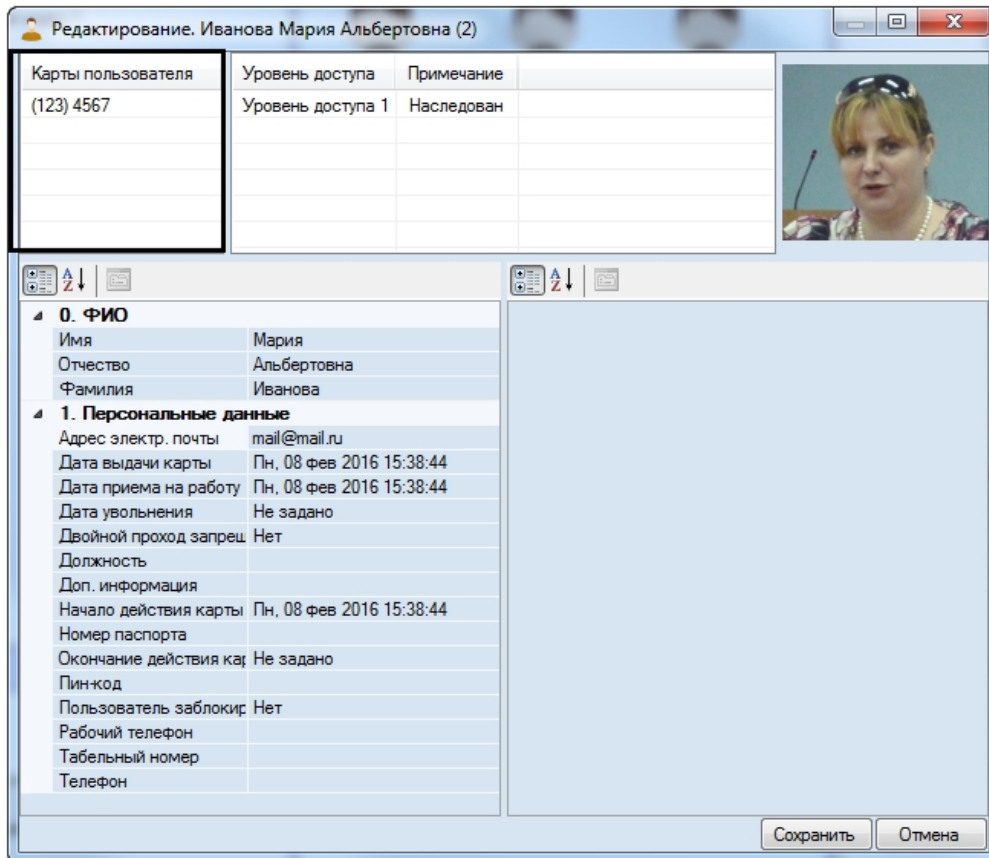 Редактирование. Иванова Мария Альбертовна (2)
Карты пользователя Уровень доступа Примечание
(123) 4567 Уровень доступа 1 Наследован
0. ФИО
Имя Мария
Отчество Альбертовна
Фамилия Иванова
1. Персональные данные
Адрес электр. почты mail@mail.ru
Дата выдачи карты Пн, 08 фев 2016 15:38:44
Дата приема на работу Пн, 08 фев 2016 15:38:44
Дата увольнения Не задано
Двойной проход запрещ Нет
Должность
Доп. информация
Начало действия карты Пн, 08 фев 2016 15:38:44
Номер паспорта
Окончание действия кар Не задано
Пин-код
Пользователь заблокир Нет
Рабочий телефон
Табельный номер
Телефон
Сохранить Отмена